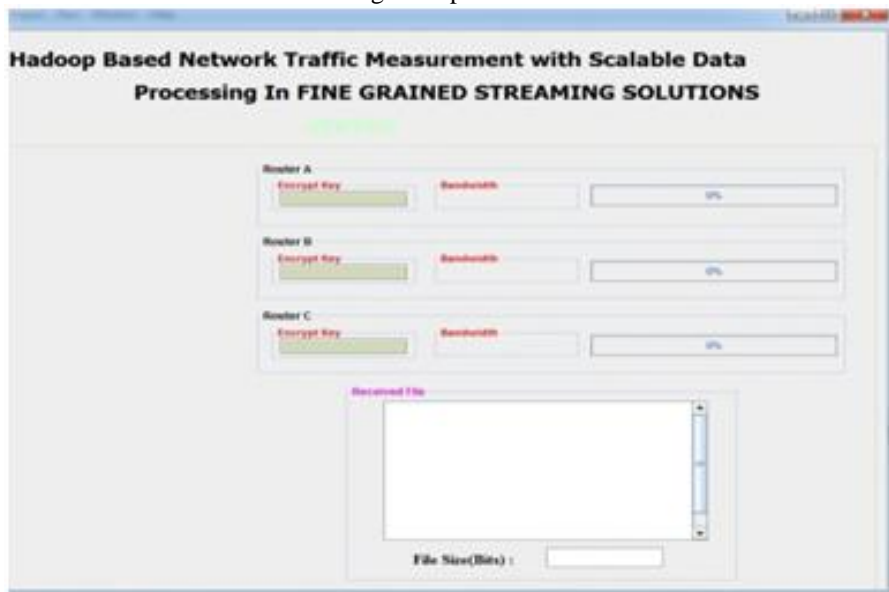 Hadoop Based Network Traffic Measurement with Scalable Data
Processing In FINE GRAINED STREAMING SOLUTIONS
Router A
Encrypt Key
Bandwidth
0%
Router B
Encrypt Key
Bandwidth
0%
Router C
Encrypt Key
Bandwidth
0%
Received File
File Size(Bits) :